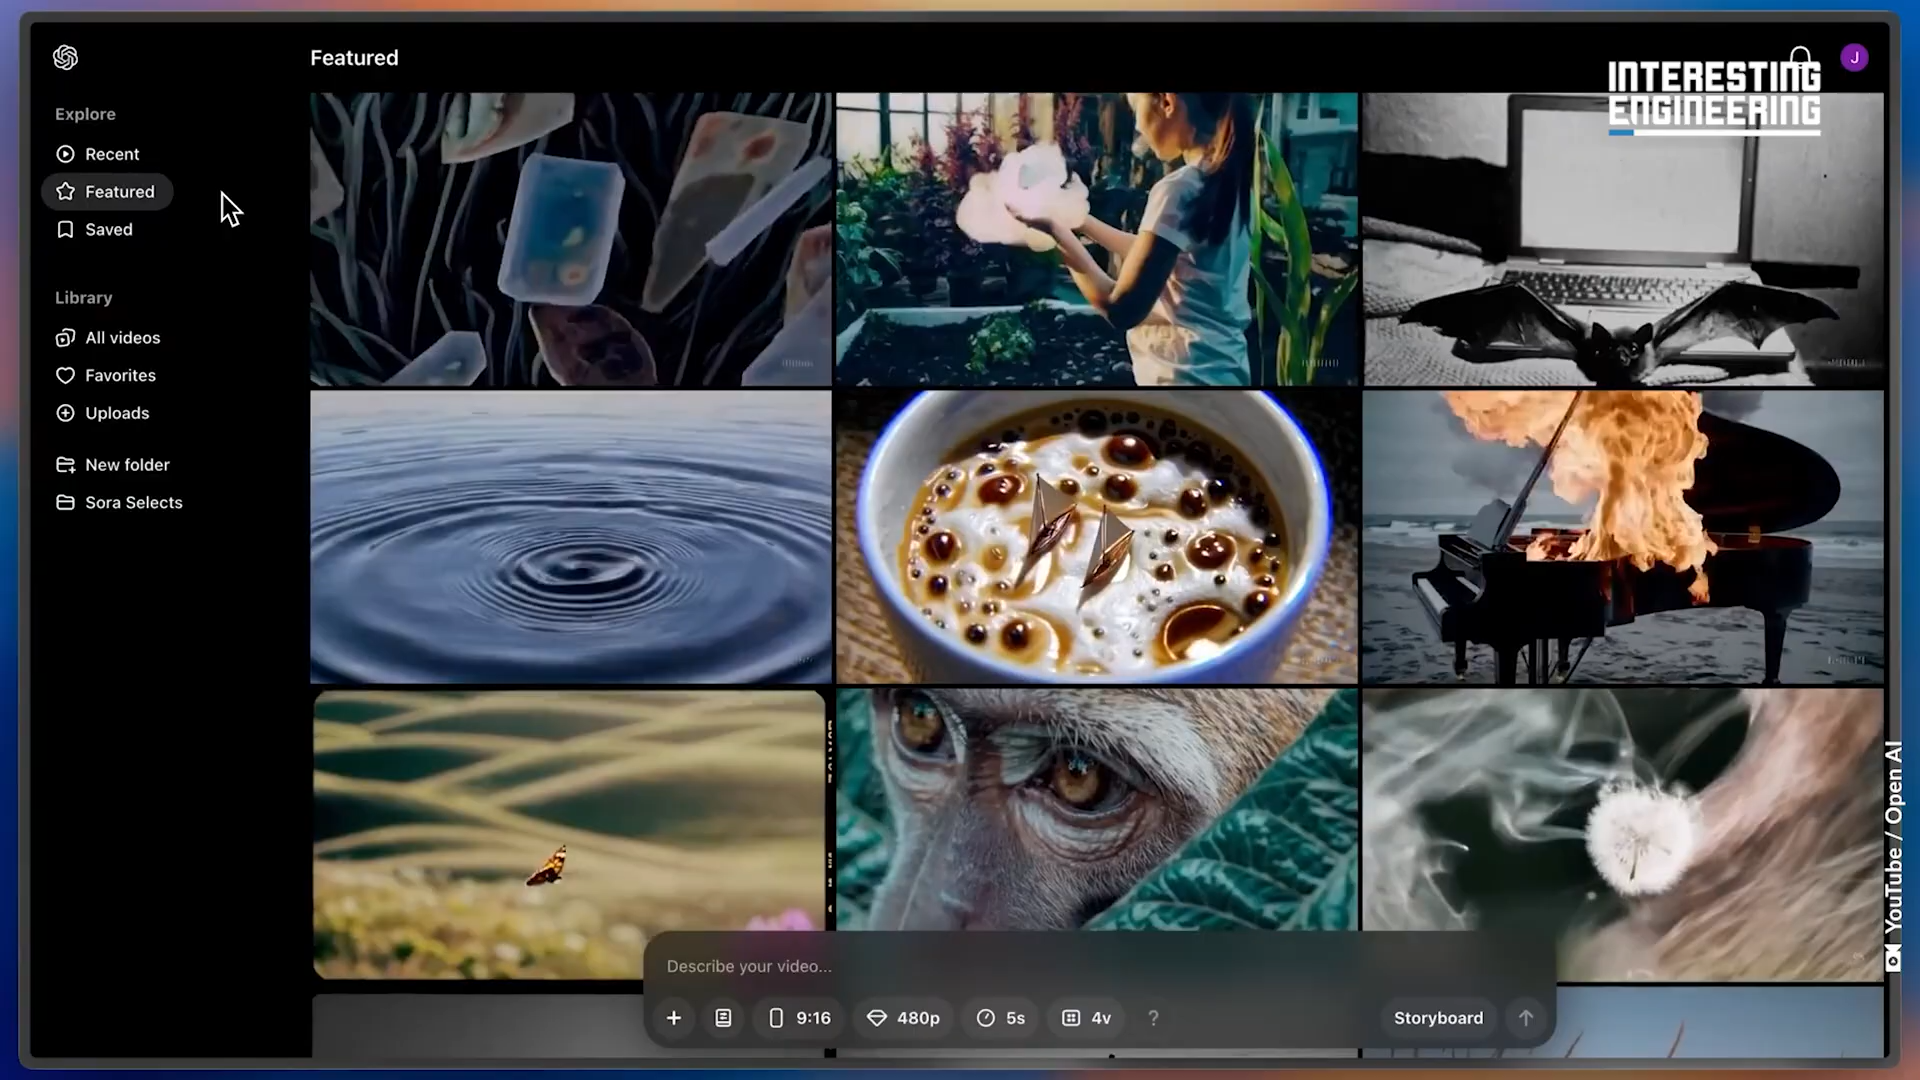 Featured
J
INTERESTING
ENGINEERING
Explore
Recent
Featured
Saved
Library
All videos
Favorites
Uploads
New folder
Sora Selects
Describe your video...
+
9:16
480p
5s
4v
?
Storyboard
YouTube / Open AI